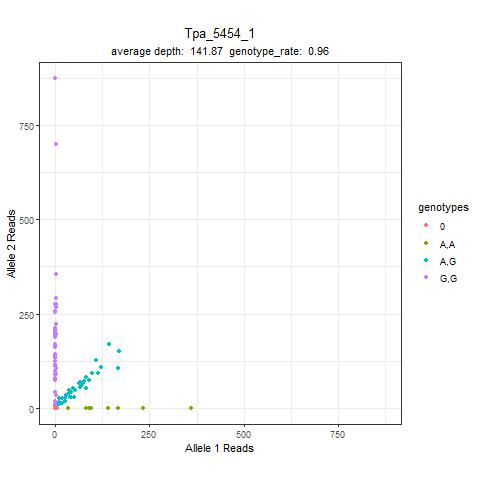 Tpa_5454_1
average depth: 141.87 genotype_rate: 0.96
Allele 2 Reads
750
500
250
0
0 250 500 750
Allele 1 Reads
genotypes
0
A,A
A,G
G,G